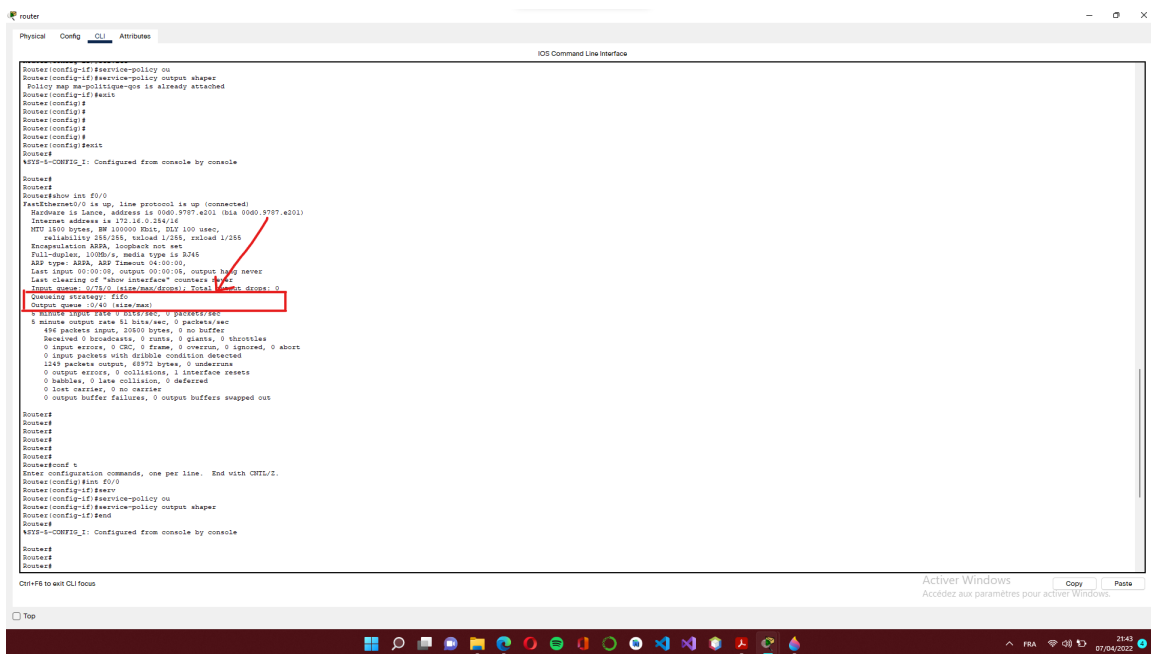 router
Physical Config CLI Attributes
IOS Command Line Interface
Router(config-if)#service-policy ou
Router(config-if)#service-policy output shaper
Policy map ma-politique-qos is already attached
Router(config-if)#exit
Router(config)#
Router(config)#
Router(config)#
Router(config)#
Router(config)#exit
Router#
%SYS-5-CONFIG_I: Configured from console by console
Router#
Router#
Router#show int f0/0
FastEthernet0/0 is up, line protocol is up (connected)
Hardware is Lance, address is 00d0.9787.e201 (bia 00d0.9787.e201)
Internet address is 172.16.0.254/16
MTU 1500 bytes, BW 100000 Kbit, DLY 100 usec,
reliability 255/255, txload 1/255, rxload 1/255
Encapsulation ARPA, loopback not set
Full-duplex, 100Mb/s, media type is RJ45
ARP type: ARPA, ARP Timeout 04:00:00,
Last input 00:00:08, output 00:00:05, output hang never
Last clearing of "show interface" counters never
Input queue: 0/75/0 (size/max/drops); Total output drops: 0
Queueing strategy: fifo
Output queue :0/40 (size/max)
5 minute input rate 0 bits/sec, 0 packets/sec
5 minute output rate 51 bits/sec, 0 packets/sec
496 packets input, 20500 bytes, 0 no buffer
Received 0 broadcasts, 0 runts, 0 giants, 0 throttles
0 input errors, 0 CRC, 0 frame, 0 overrun, 0 ignored, 0 abort
0 input packets with dribble condition detected
1249 packets output, 68972 bytes, 0 underruns
0 output errors, 0 collisions, 1 interface resets
0 babbles, 0 late collision, 0 deferred
0 lost carrier, 0 no carrier
0 output buffer failures, 0 output buffers swapped out
Router#
Router#
Router#
Router#
Router#
Router#
Router#conf t
Enter configuration commands, one per line. End with CNTL/Z.
Router(config)#int f0/0
Router(config-if)#serv
Router(config-if)#service-policy ou
Router(config-if)#service-policy output shaper
Router(config-if)#end
Router#
%SYS-5-CONFIG_I: Configured from console by console
Router#
Router#
Router#
Ctrl+F6 to exit CLI focus
Copy Paste
Activer Windows
Accédez aux paramètres pour activer Windows.
Top
FRA
21:43
07/04/2022
4